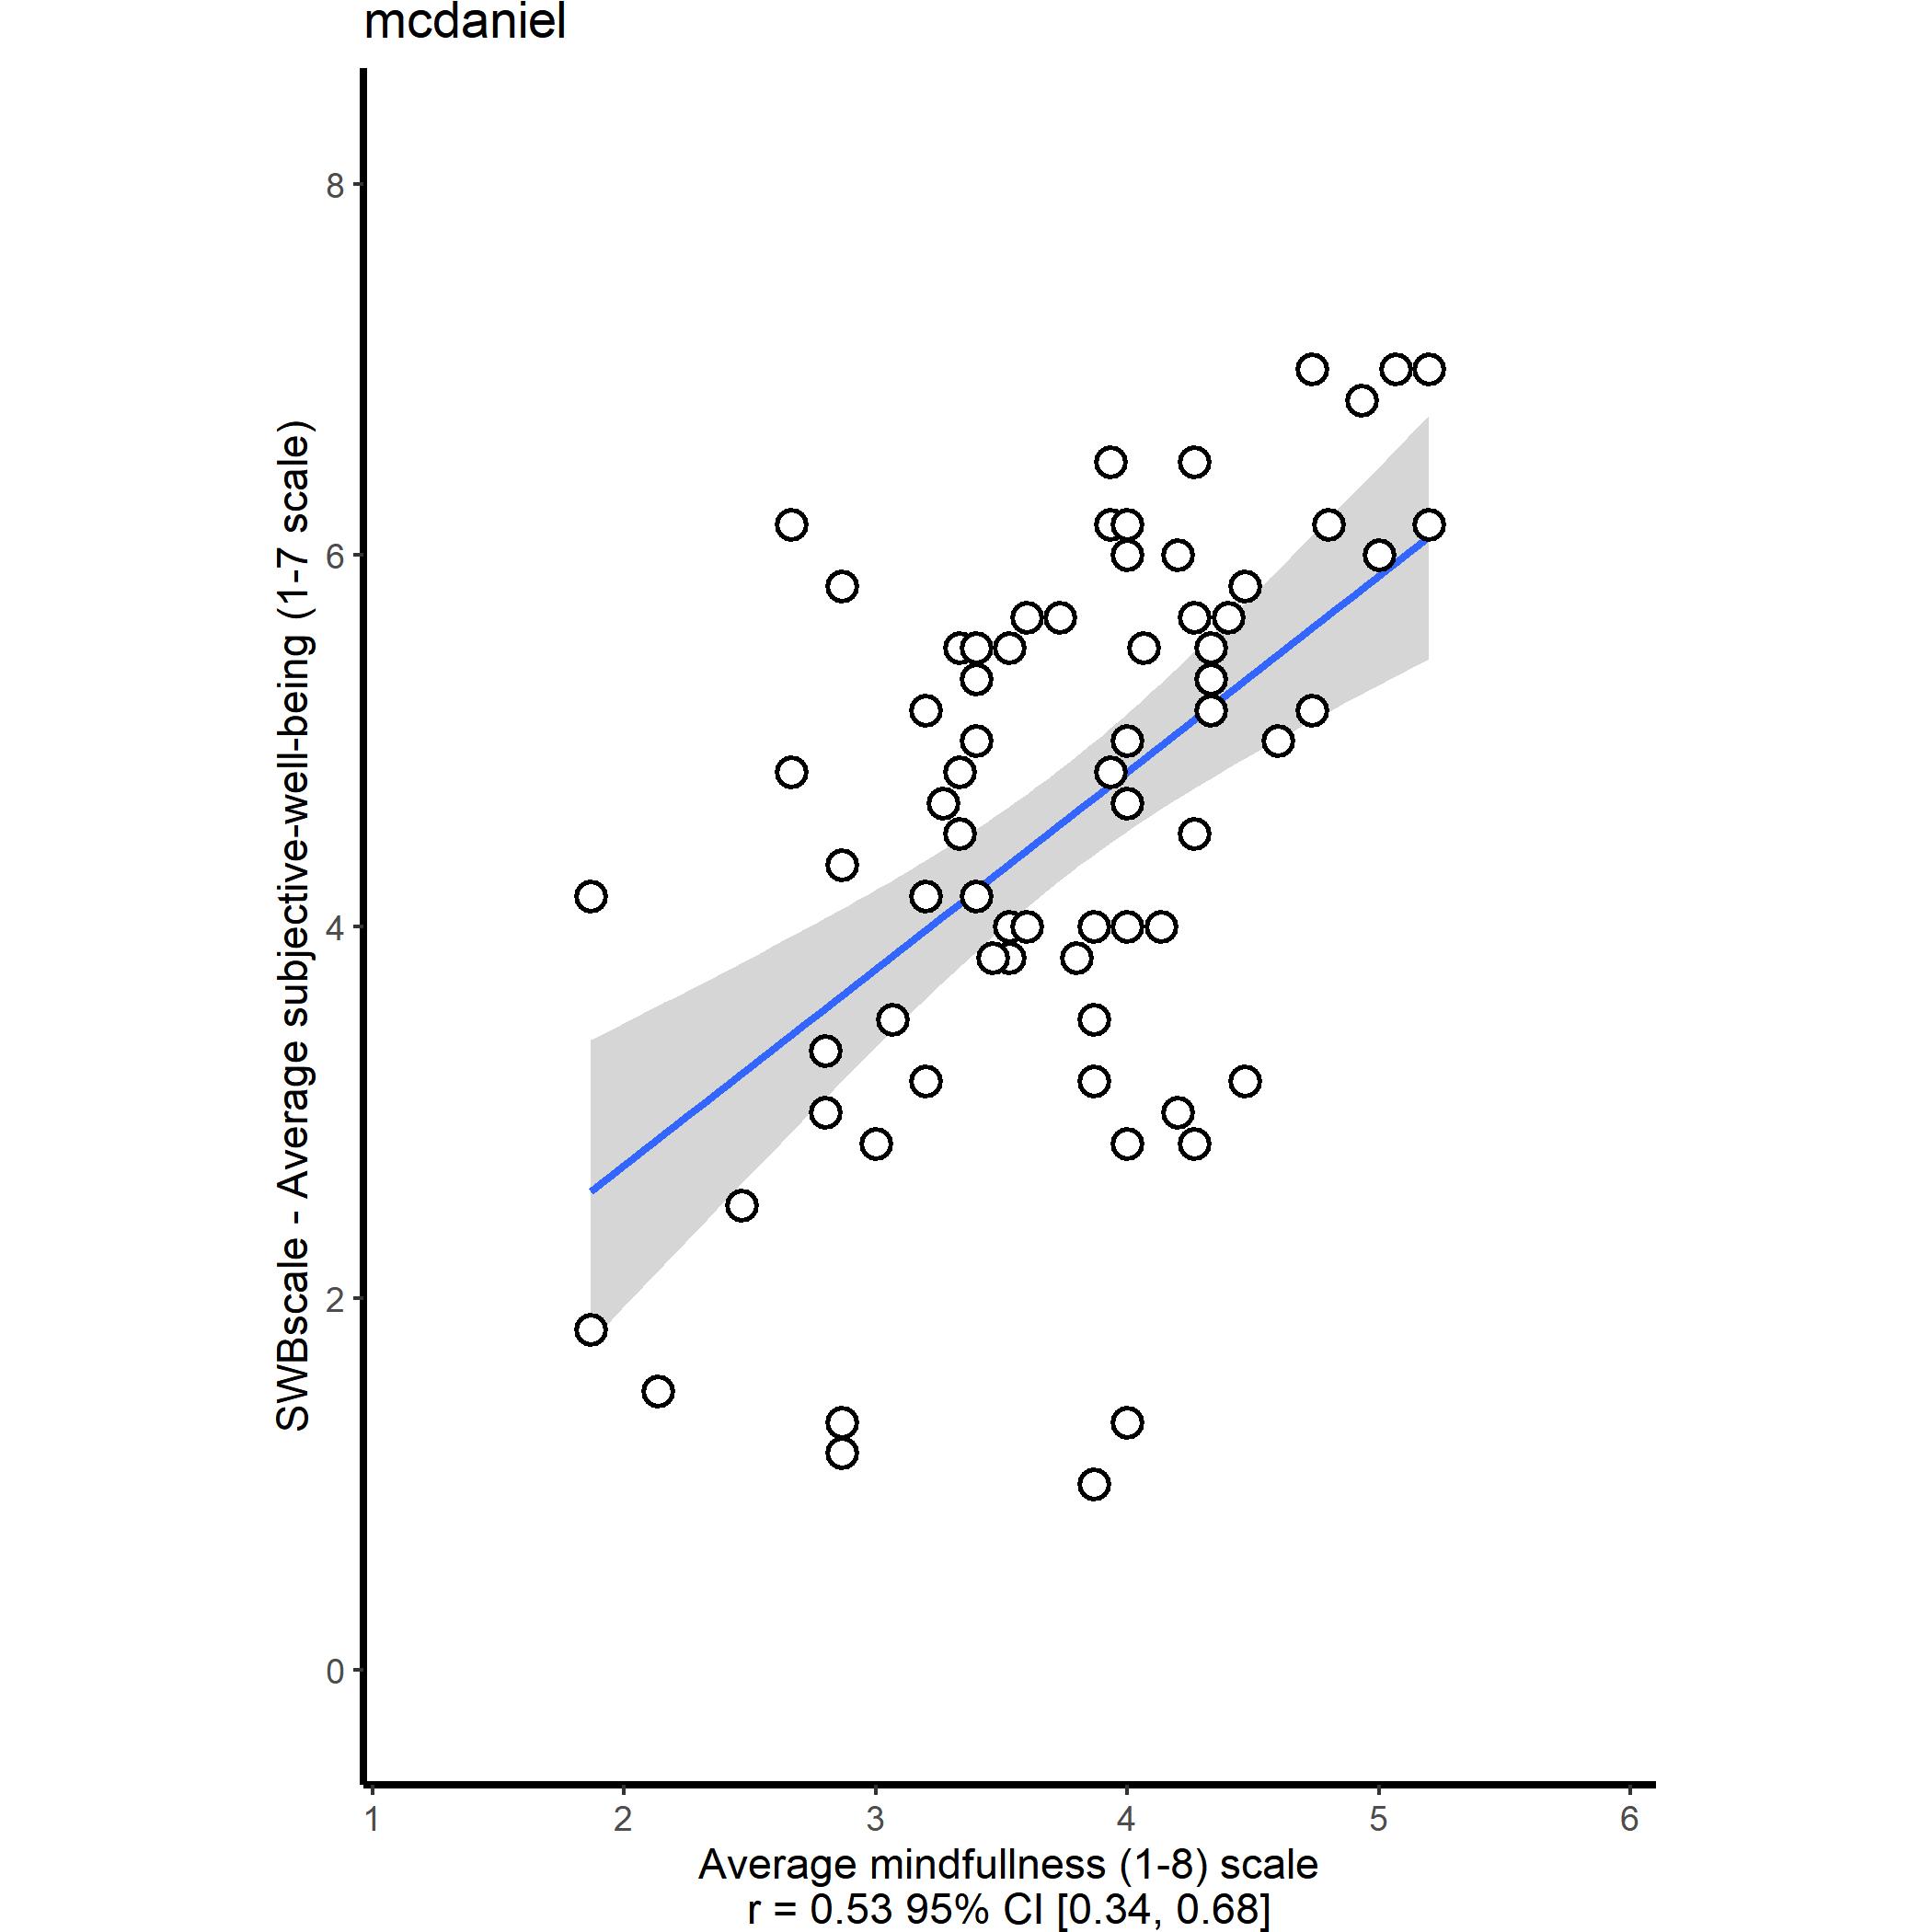 mcdaniel
SWBscale - Average subjective-well-being (1-7 scale)
8
6
4
2
0
1 2 3 4 5 6
Average mindfullness (1-8) scale
r = 0.53 95% CI [0.34, 0.68]